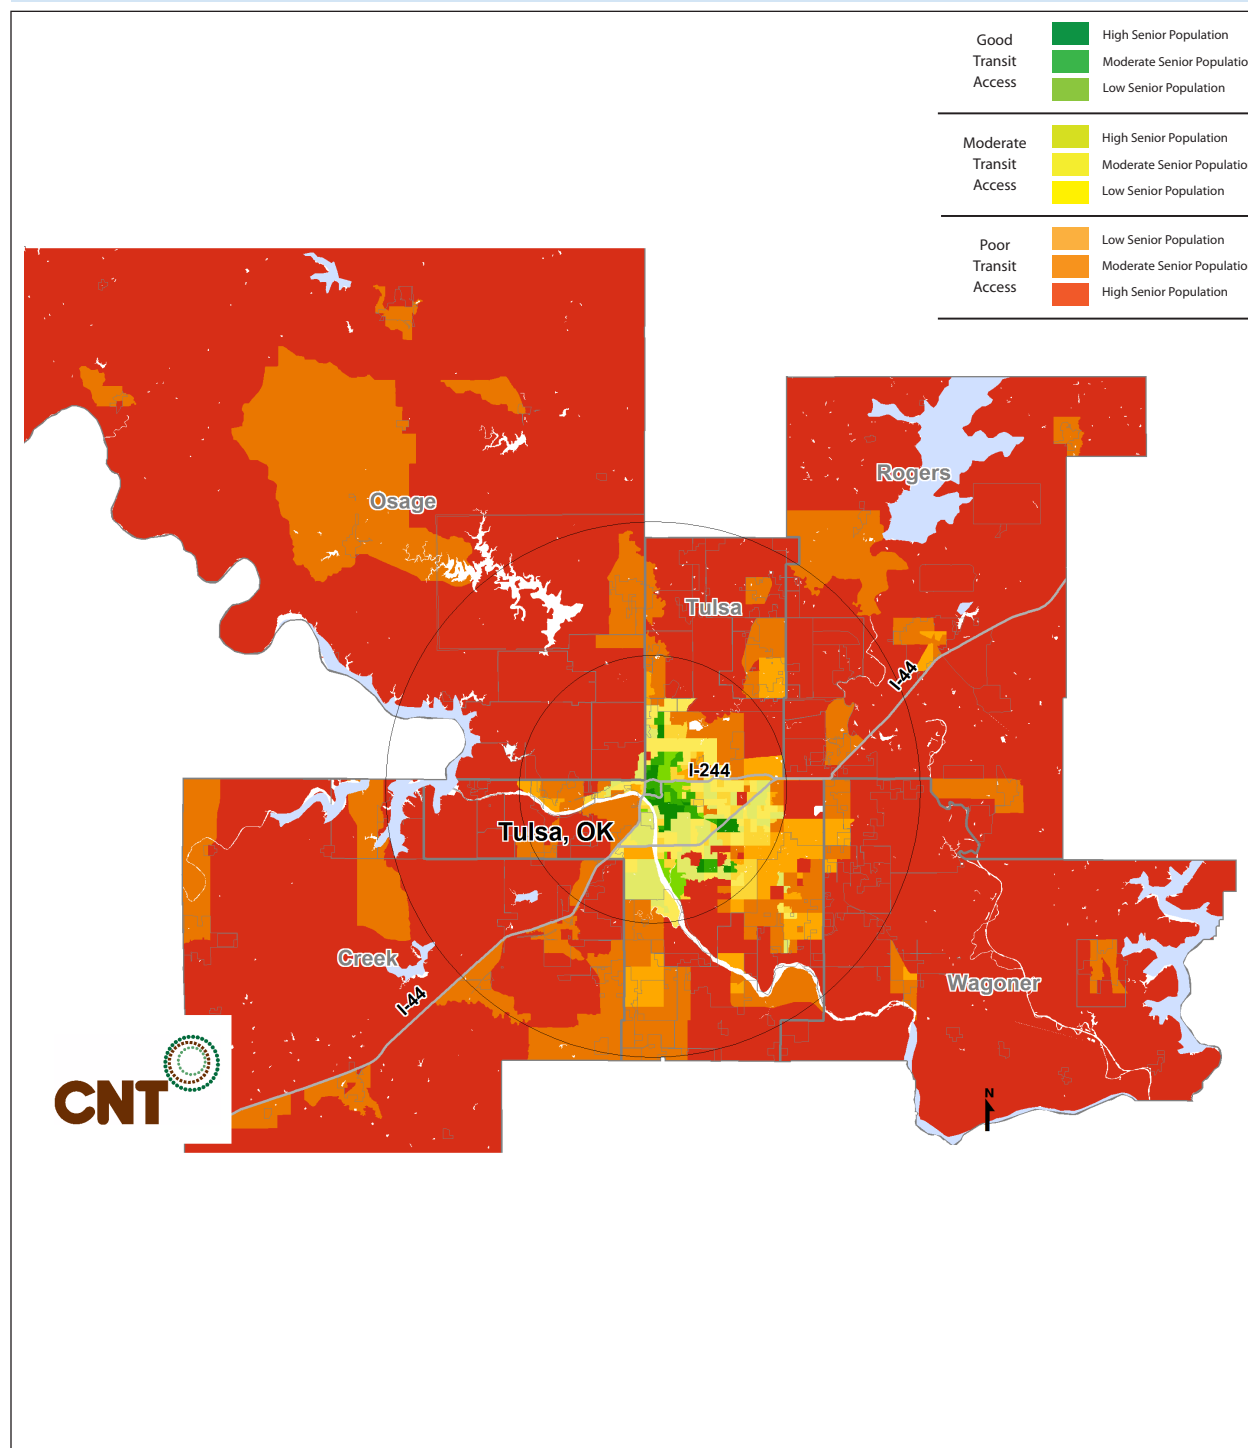 Good
Transit
Access
High Senior Population
Moderate Senior Populatio
Low Senior Population
Moderate
Transit
Access
High Senior Population
Moderate Senior Populatio
Low Senior Population
Poor
Transit
Access
Low Senior Population
Moderate Senior Populatio
High Senior Population
Rogers
Osage
Tulsa
I-44
I-244
Tulsa, OK
Creek
Wagoner
I-44
CNT
N